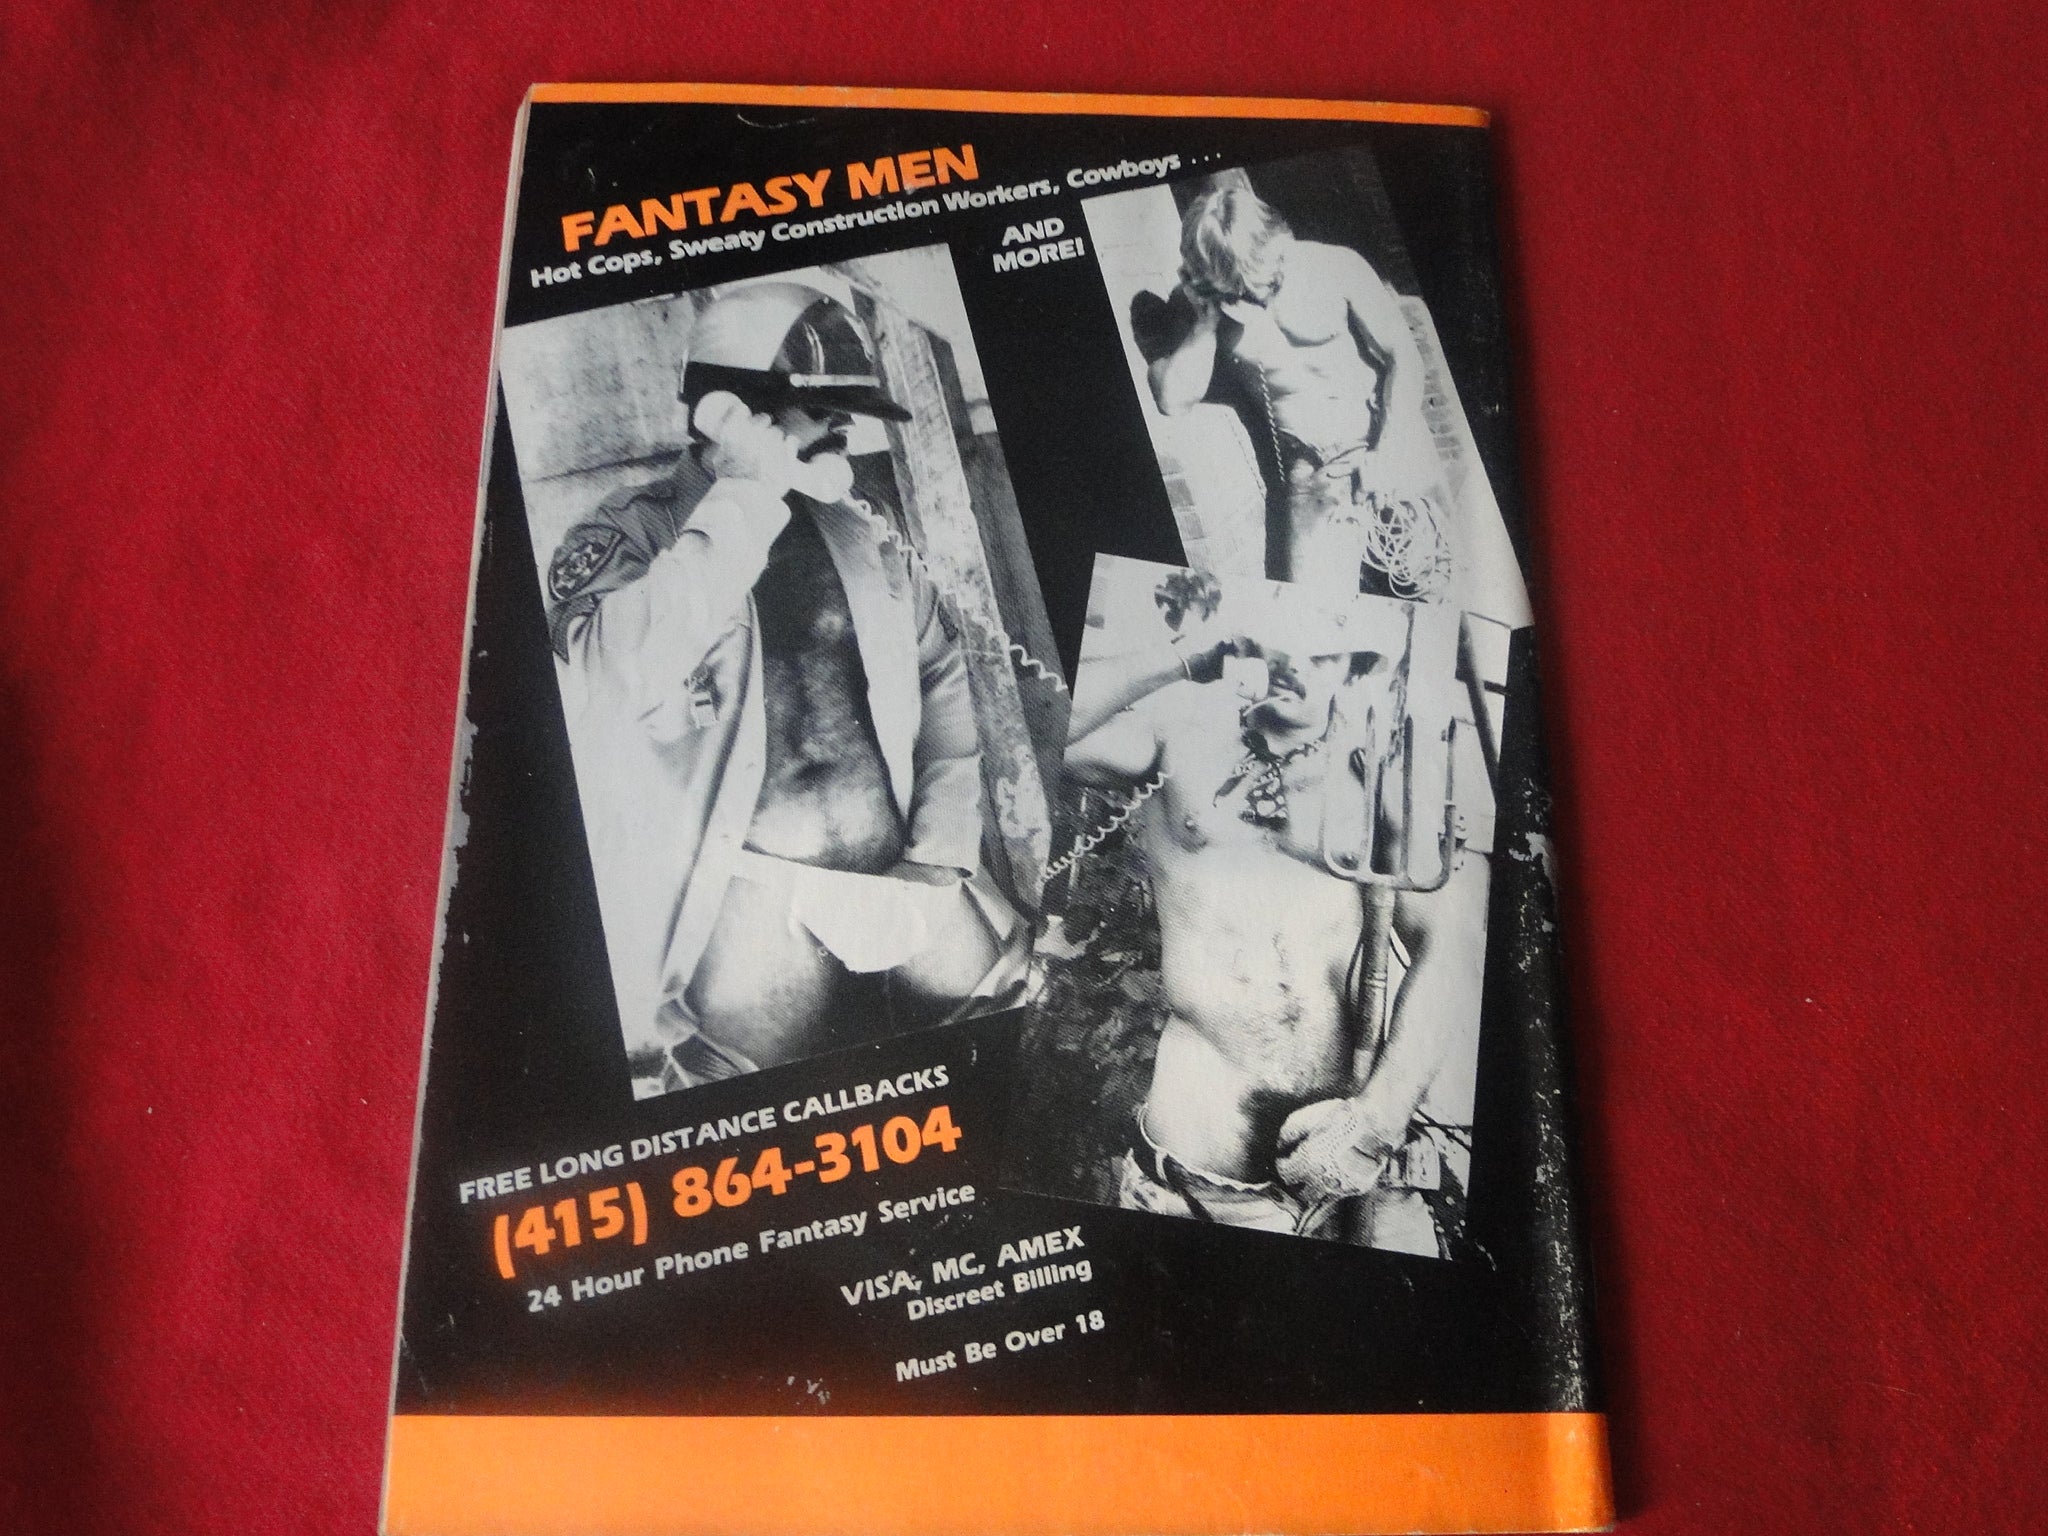 FANTASY MEN
Hot Cops, Sweaty Construction Workers, Cowboys . . .
AND
MORE!
FREE LONG DISTANCE CALLBACKS
(415) 864-3104
24 Hour Phone Fantasy Service
VISA, MC, AMEX
Discreet Billing
Must Be Over 18